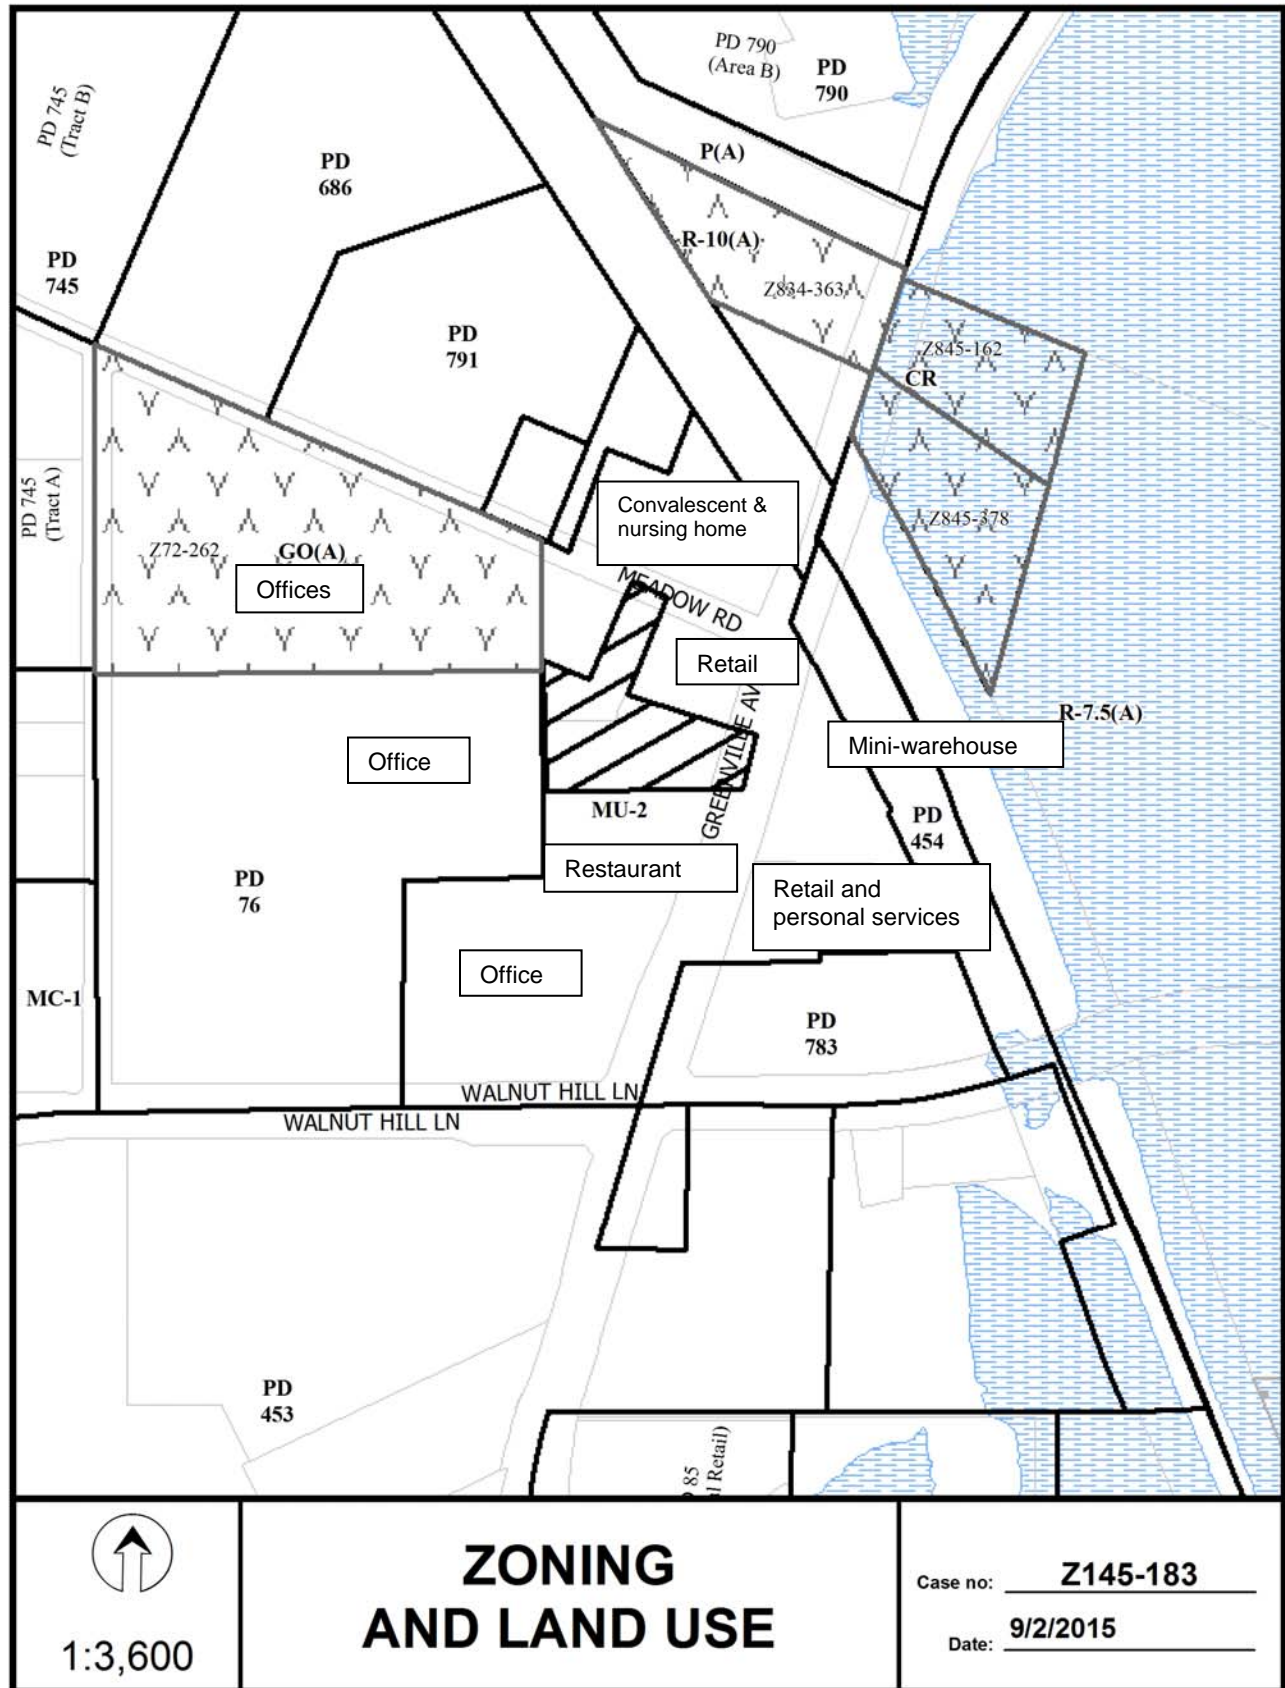 PD 790
(Area B)
PD
790
PD 745
(Tract B)
PD
686
P(A)
R-10(A)
Z834-363
PD
745
PD
791
Z845-162
CR
PD 745
(Tract A)
Convalescent &
nursing home
Z845-378
Z72-262
GO(A)
Offices
MEADOW RD
Retail
R-7.5(A)
Office
Mini-warehouse
GREENVILLE AV
MU-2
PD
454
Restaurant
PD
76
Retail and
personal services
Office
MC-1
PD
783
WALNUT HILL LN
WALNUT HILL LN
PD
453
85
Retail)
1:3,600
ZONING
AND LAND USE
Case no: Z145-183
Date: 9/2/2015